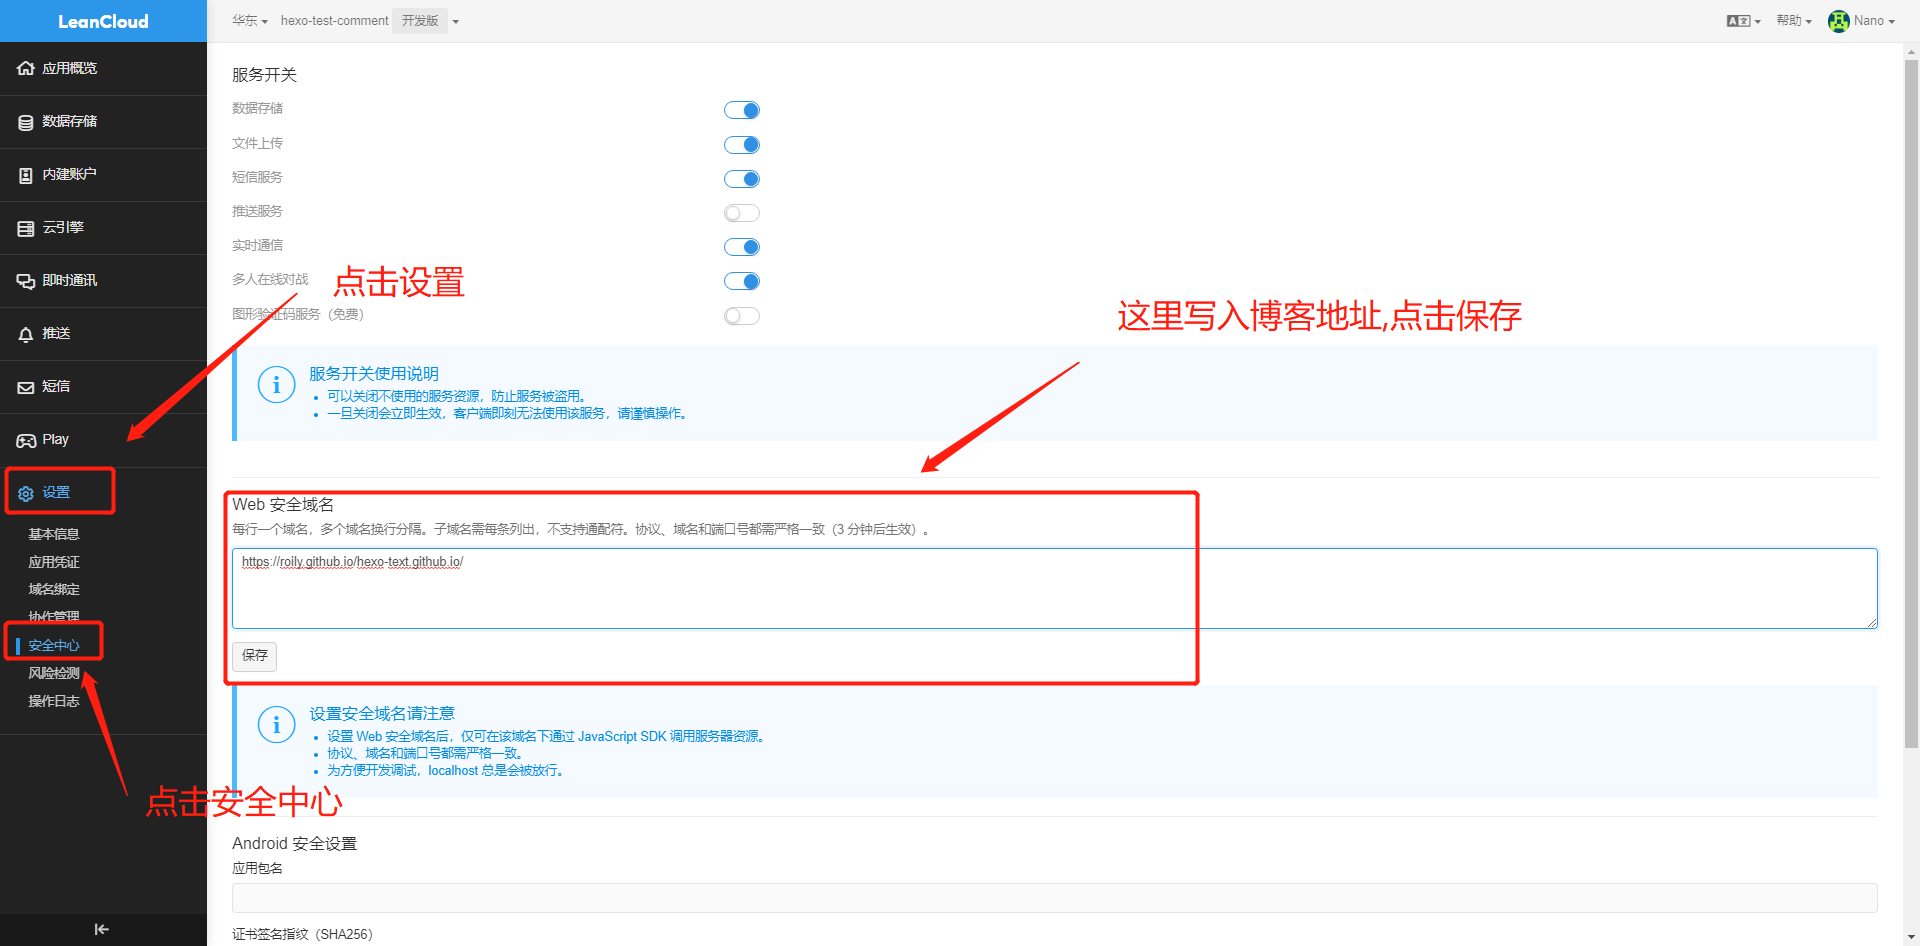 LeanCloud
华东
hexo-test-comment
开发版
帮助
Nano
应用概览
数据存储
内建账户
云引擎
即时通讯
推送
短信
Play
设置
基本信息
应用凭证
域名绑定
协作管理
安全中心
风险检测
操作日志
服务开关
数据存储
文件上传
短信服务
推送服务
实时通信
多人在线对战
图形验证码服务（免费）
点击设置
这里写入博客地址,点击保存
服务开关使用说明
可以关闭不使用的服务资源，防止服务被盗用。
一旦关闭会立即生效，客户端即刻无法使用该服务，请谨慎操作。
Web 安全域名
每行一个域名，多个域名换行分隔。子域名需每条列出，不支持通配符。协议、域名和端口号都需严格一致（3 分钟后生效）。
https://roily.github.io/hexo-text.github.io/
保存
设置安全域名请注意
设置 Web 安全域名后，仅可在该域名下通过 JavaScript SDK 调用服务器资源。
协议、域名和端口号都需严格一致。
为方便开发调试，localhost 总是会被放行。
点击安全中心
Android 安全设置
应用包名
证书签名指纹（SHA256）